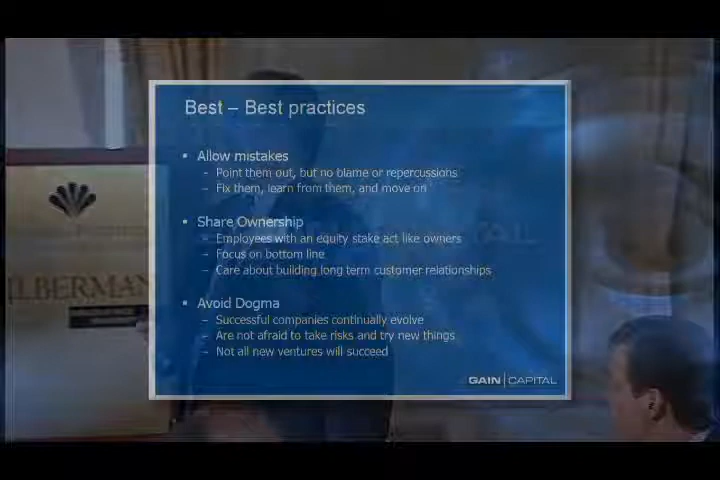 Best – Best practices
▪ Allow mistakes
– Point them out, but no blame or repercussions
– Fix them, learn from them, and move on
▪ Share Ownership
– Employees with an equity stake act like owners
– Focus on bottom line
– Care about building long term customer relationships
▪ Avoid Dogma
– Successful companies continually evolve
– Are not afraid to take risks and try new things
– Not all new ventures will succeed
GAIN | CAPITAL
ILBERMAN